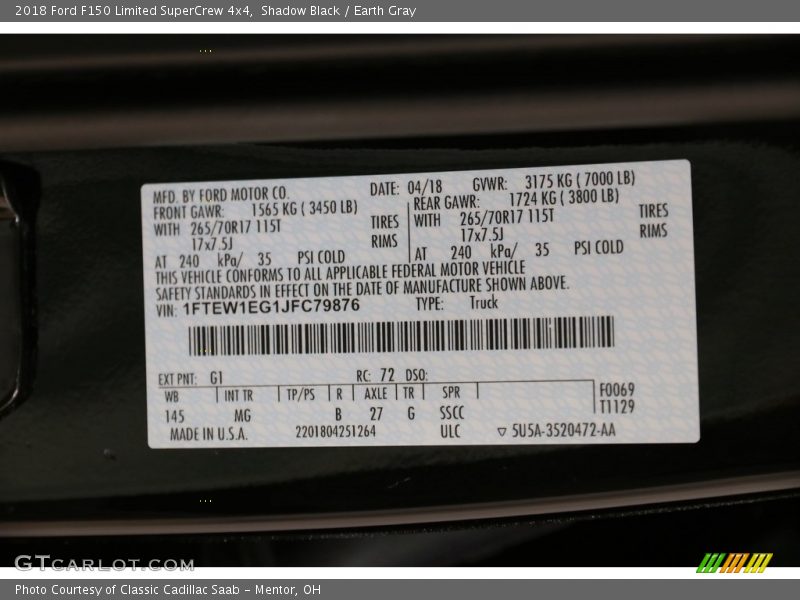 2018 Ford F150 Limited SuperCrew 4x4,  Shadow Black / Earth Gray
MFD. BY FORD MOTOR CO. DATE: 04/18 GVWR: 3175 KG ( 7000 LB)
FRONT GAWR: 1565 KG ( 3450 LB) REAR GAWR: 1724 KG ( 3800 LB)
WITH 265/70R17 115T TIRES WITH 265/70R17 115T TIRES
17x7.5J RIMS 17x7.5J RIMS
AT 240 kPa/ 35 PSI COLD AT 240 kPa/ 35 PSI COLD
THIS VEHICLE CONFORMS TO ALL APPLICABLE FEDERAL MOTOR VEHICLE
SAFETY STANDARDS IN EFFECT ON THE DATE OF MANUFACTURE SHOWN ABOVE.
VIN: 1FTEW1EG1JFC79876 TYPE: Truck
EXT PNT: G1 RC: 72 DSO:
WB INT TR TP/PS R AXLE TR SPR F0069
145 MG B 27 G SSCC T1129
MADE IN U.S.A. 2201804251264 ULC ▽ 5U5A-3520472-AA
GTCARLOT.COM
Photo Courtesy of Classic Cadillac Saab - Mentor, OH